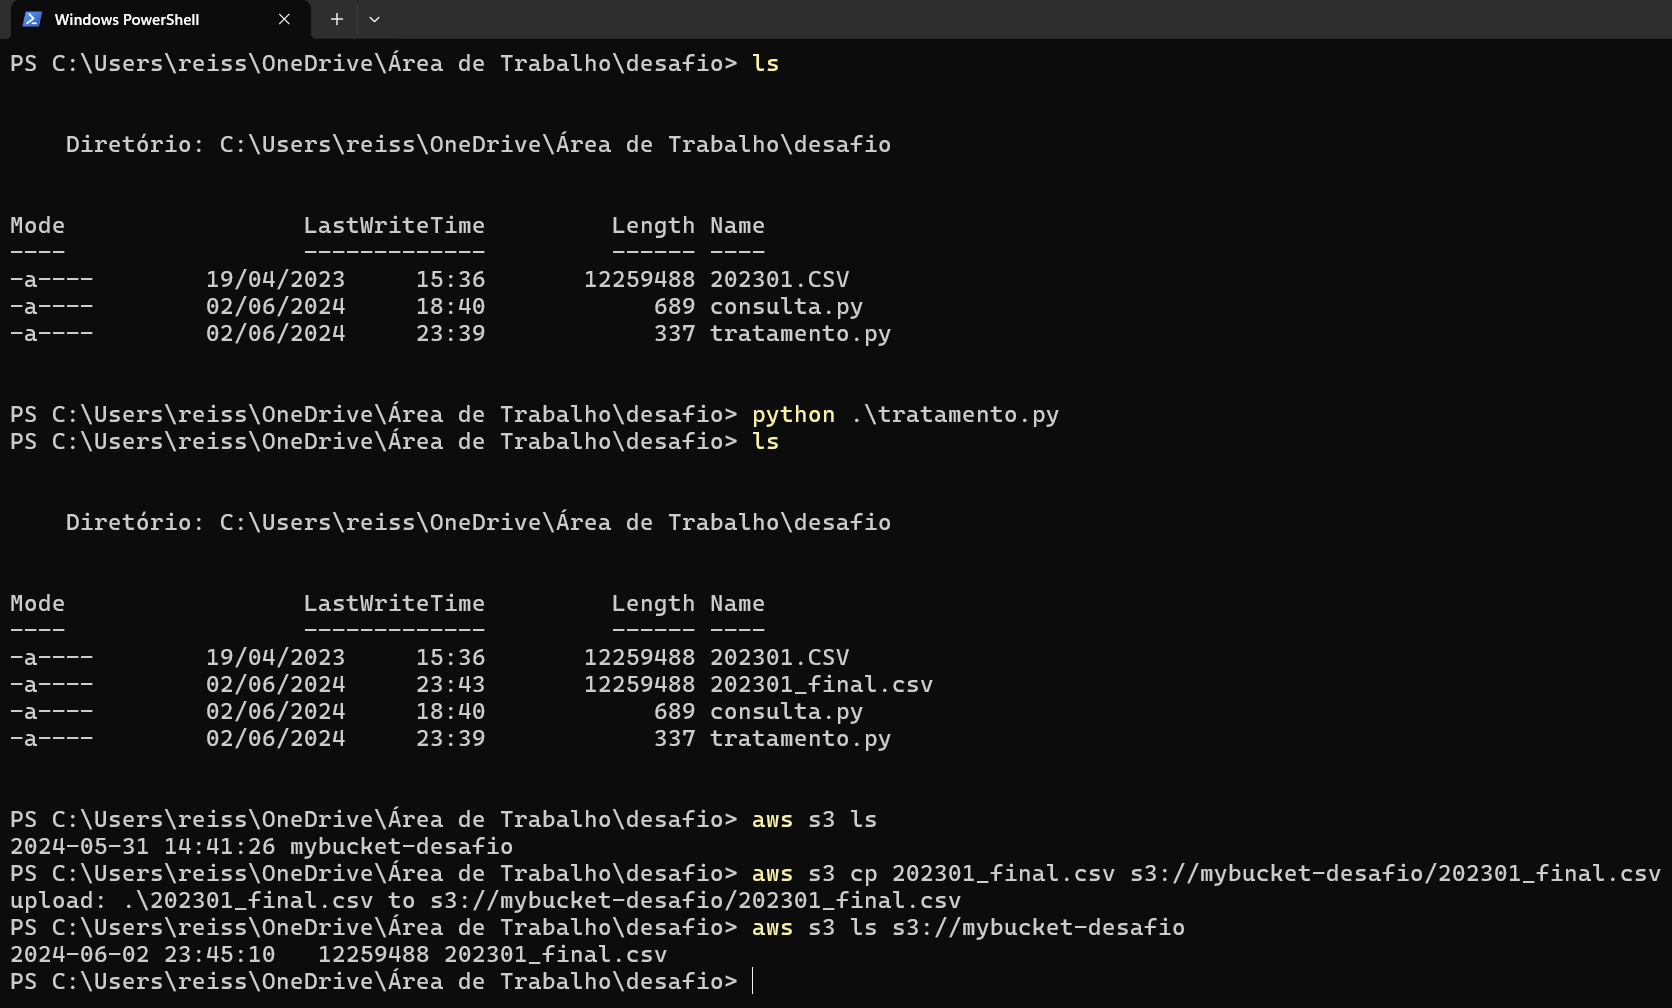 Windows PowerShell
PS C:\Users\reiss\OneDrive\Área de Trabalho\desafio> ls
Diretório: C:\Users\reiss\OneDrive\Área de Trabalho\desafio
Mode                 LastWriteTime         Length Name
----                 -------------         ------ ----
-a----        19/04/2023     15:36       12259488 202301.CSV
-a----        02/06/2024     18:40            689 consulta.py
-a----        02/06/2024     23:39            337 tratamento.py
PS C:\Users\reiss\OneDrive\Área de Trabalho\desafio> python .\tratamento.py
PS C:\Users\reiss\OneDrive\Área de Trabalho\desafio> ls
Diretório: C:\Users\reiss\OneDrive\Área de Trabalho\desafio
Mode                 LastWriteTime         Length Name
----                 -------------         ------ ----
-a----        19/04/2023     15:36       12259488 202301.CSV
-a----        02/06/2024     23:43       12259488 202301_final.csv
-a----        02/06/2024     18:40            689 consulta.py
-a----        02/06/2024     23:39            337 tratamento.py
PS C:\Users\reiss\OneDrive\Área de Trabalho\desafio> aws s3 ls
2024-05-31 14:41:26 mybucket-desafio
PS C:\Users\reiss\OneDrive\Área de Trabalho\desafio> aws s3 cp 202301_final.csv s3://mybucket-desafio/202301_final.csv
upload: .\202301_final.csv to s3://mybucket-desafio/202301_final.csv
PS C:\Users\reiss\OneDrive\Área de Trabalho\desafio> aws s3 ls s3://mybucket-desafio
2024-06-02 23:45:10   12259488 202301_final.csv
PS C:\Users\reiss\OneDrive\Área de Trabalho\desafio>